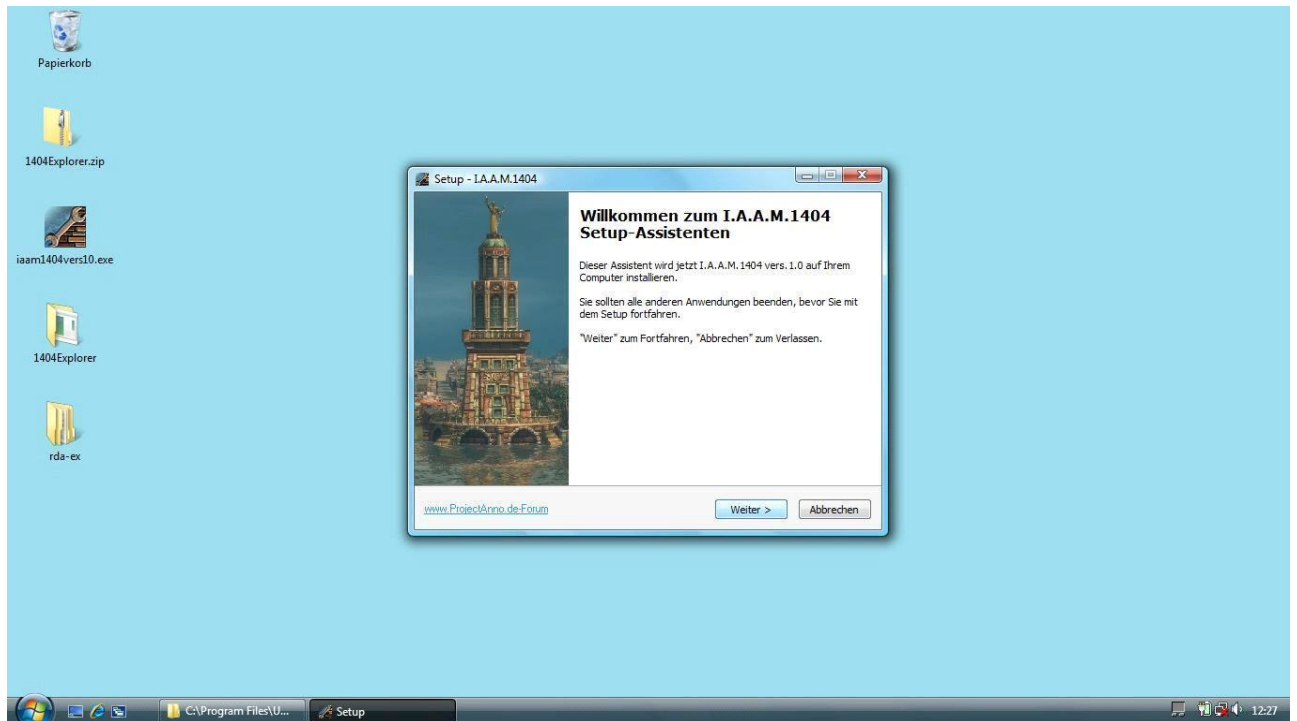 Papierkorb
1404Explorer.zip
iaam1404vers10.exe
1404Explorer
rda-ex
Setup - I.A.A.M.1404
Willkommen zum I.A.A.M.1404
Setup-Assistenten
Dieser Assistent wird jetzt I.A.A.M.1404 vers.1.0 auf Ihrem
Computer installieren.
Sie sollten alle anderen Anwendungen beenden, bevor Sie mit
dem Setup fortfahren.
"Weiter" zum Fortfahren, "Abbrechen" zum Verlassen.
www.ProjectAnno.de-Forum
Weiter >
Abbrechen
C:\Program Files\U...
Setup
12:27